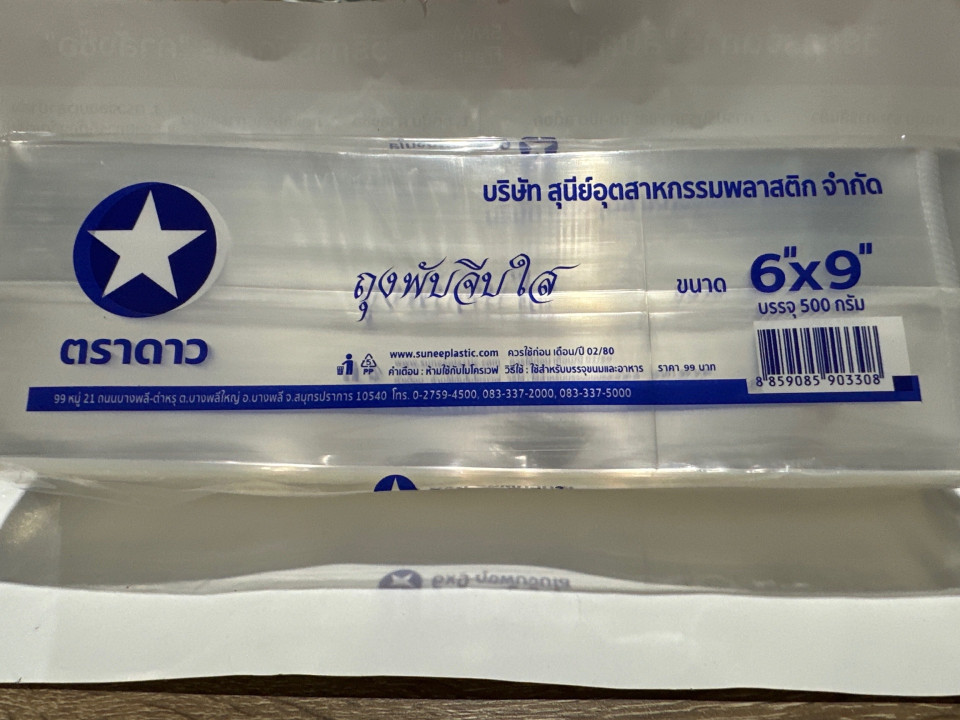 บริษัท สุนีย์อุตสาหกรรมพลาสติก จำกัด
ถุงพับจีบใส
ขนาด 6"x9"
บรรจุ 500 กรัม
ตราดาว
www.suneeplastic.com ควรใช้ก่อน เดือน/ปี 02/80
5 PP คำเตือน : ห้ามใช้กับไมโครเวฟ วิธีใช้ : ใช้สำหรับบรรจุขนมและอาหาร ราคา 99 บาท
8 859085 903308
99 หมู่ 21 ถนนบางพลี-ตำหรุ ต.บางพลีใหญ่ อ.บางพลี จ.สมุทรปราการ 10540 โทร. 0-2759-4500, 083-337-2000, 083-337-5000